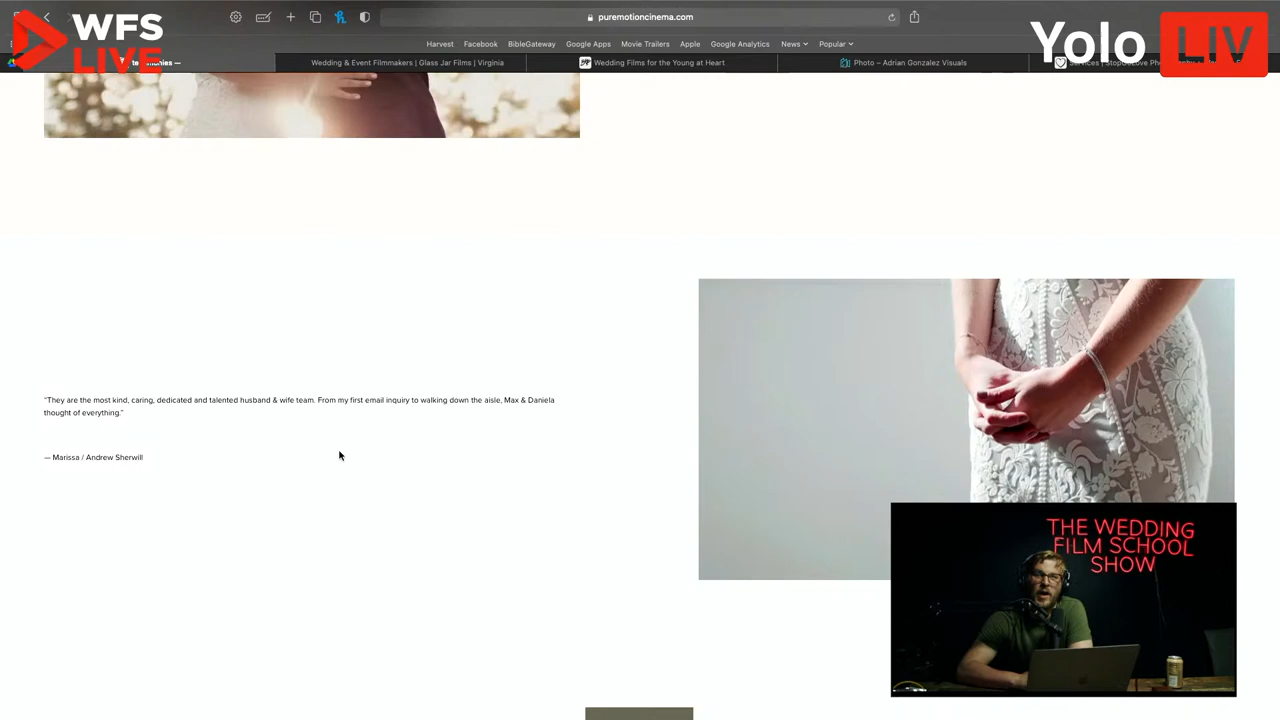 WFS
LIVE
puremotioncinema.com
Yolo LIV
Harvest Facebook BibleGateway Google Apps Movie Trailers Apple Google Analytics News Popular
Wedding & Event Filmmakers | Glass Jar Films | Virginia
Wedding Films for the Young at Heart
Photo – Adrian Gonzalez Visuals
Services | StopGoLove
“They are the most kind, caring, dedicated and talented husband & wife team. From my first email inquiry to walking down the aisle, Max & Daniela
thought of everything.”
— Marissa / Andrew Sherwill
THE WEDDING
FILM SCHOOL
SHOW